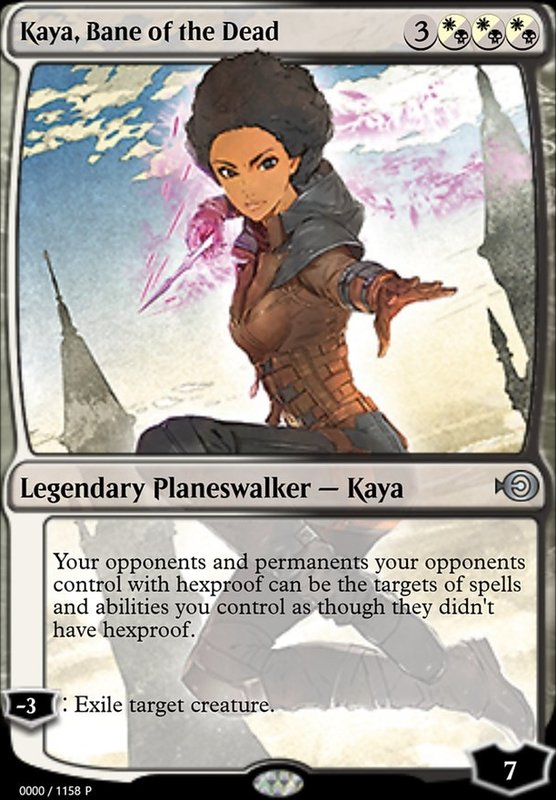 Kaya, Bane of the Dead 3
Legendary Planeswalker — Kaya
Your opponents and permanents your opponents
control with hexproof can be the targets of spells
and abilities you control as though they didn't
have hexproof.
-3 : Exile target creature.
7
0000 / 1158 P